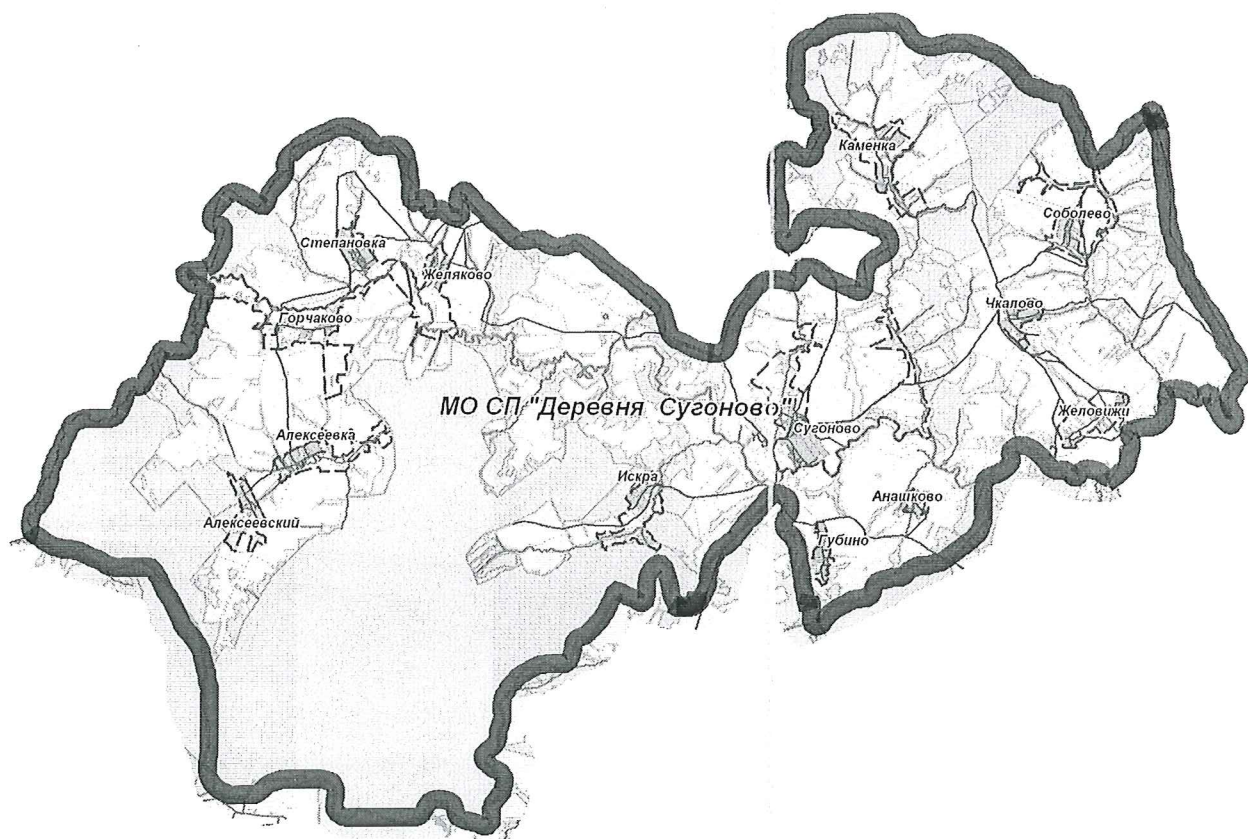 Каменка
Соболево
Степановка
Желяково
Чкалово
Горчаково
МО СП "Деревня Сугоново"
Желовижи
Сугоново
Алексеевка
Искра
Анашково
Алексеевский
Губино